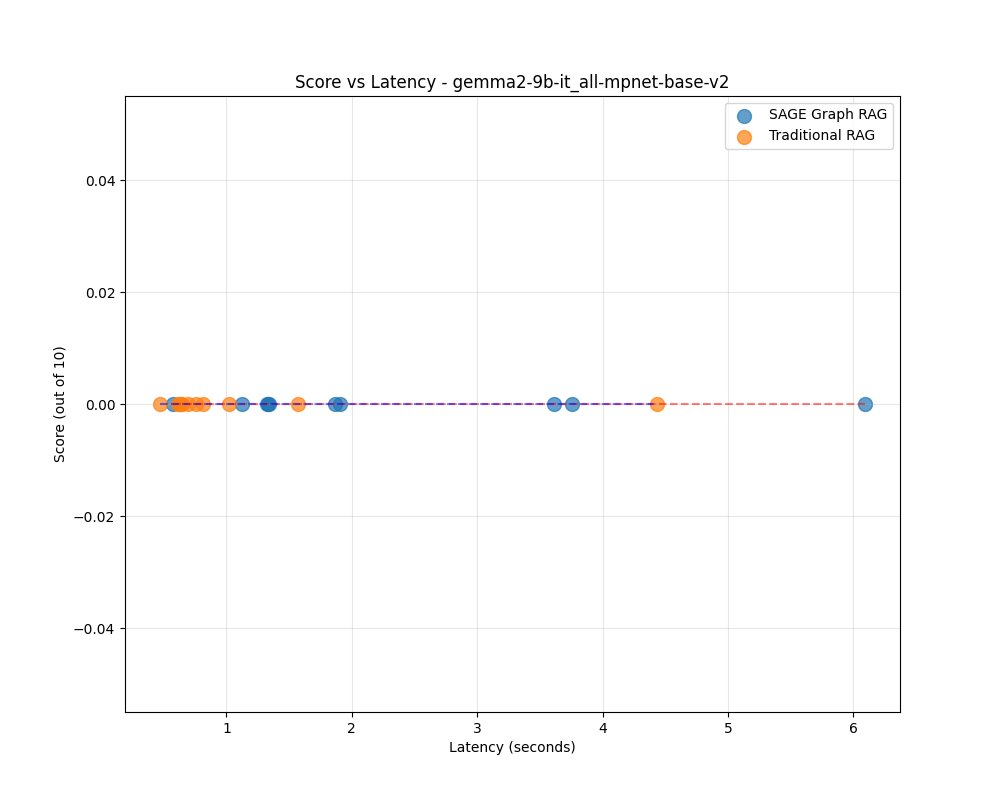 Score vs Latency - gemma2-9b-it_all-mpnet-base-v2
SAGE Graph RAG
Traditional RAG
0.04
0.02
0.00
−0.02
−0.04
Score (out of 10)
1
2
3
4
5
6
Latency (seconds)